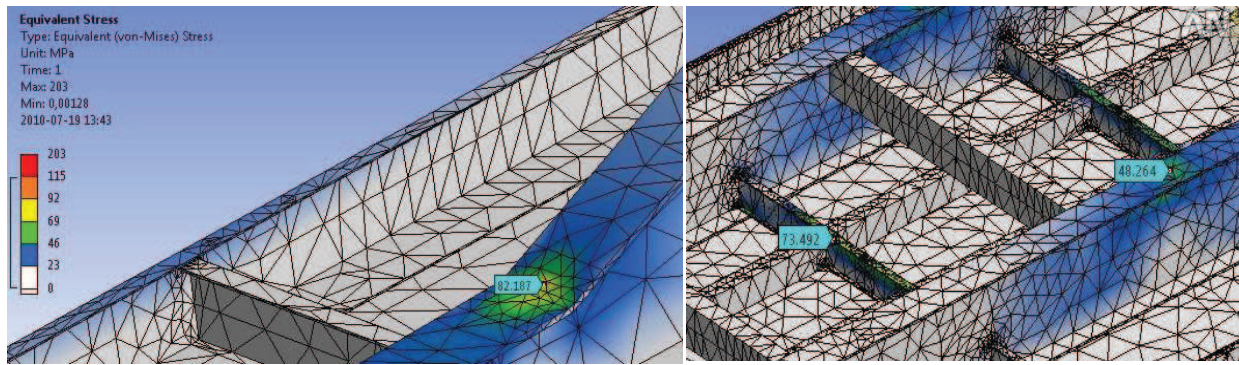 Equivalent Stress
Type: Equivalent (von-Mises) Stress
Unit: MPa
Time: 1
Max: 203
Min: 0,00128
2010-07-19 13:43
203
115
92
69
46
23
0
82.187
73.492
48.264
AN